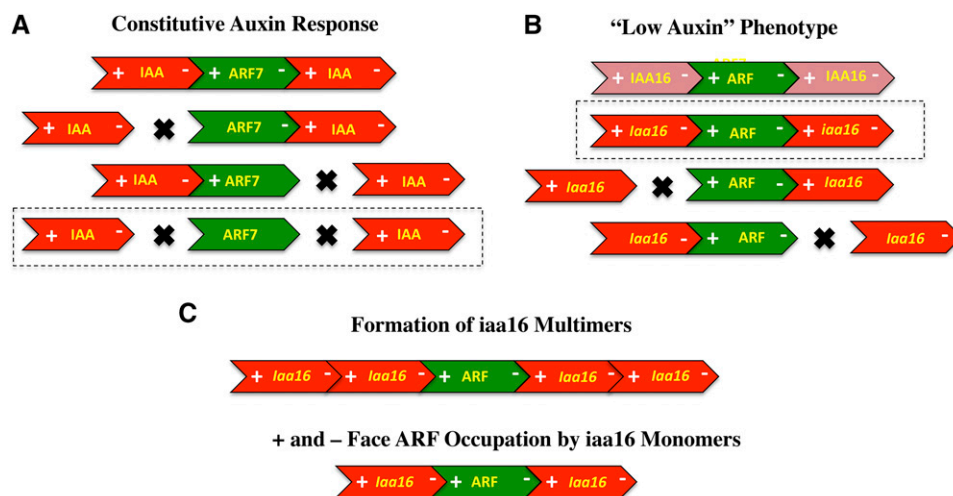 A
Constitutive Auxin Response
+ IAA - + ARF7 - + IAA -
+ IAA - ARF7 - + IAA -
+ IAA - + ARF7 + IAA -
+ IAA - ARF7 + IAA -
B
“Low Auxin” Phenotype
+ IAA16 - + ARF - + IAA16 -
+ Iaa16 - + ARF - + iaa16 -
+ Iaa16 + ARF - + Iaa16
Iaa16 - + ARF - Iaa16 -
C
Formation of iaa16 Multimers
+ Iaa16 - + Iaa16 - + ARF - + Iaa16 - + Iaa16 -
+ and – Face ARF Occupation by iaa16 Monomers
+ Iaa16 - + ARF - + Iaa16 -